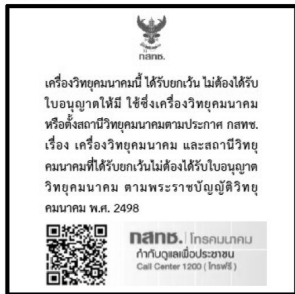 กสทช.
เครื่องวิทยุคมนาคมนี้ ได้รับยกเว้น ไม่ต้องได้รับ
ใบอนุญาตให้มี ใช้ซึ่งเครื่องวิทยุคมนาคม
หรือตั้งสถานีวิทยุคมนาคมตามประกาศ กสทช.
เรื่อง เครื่องวิทยุคมนาคม และสถานีวิทยุ
คมนาคมที่ได้รับยกเว้นไม่ต้องได้รับใบอนุญาต
วิทยุคมนาคม ตามพระราชบัญญัติวิทยุ
คมนาคม พ.ศ. 2498
กสทช. | โทรคมนาคม
กำกับดูแลเพื่อประชาชน
Call Center 1200 (โทรฟรี)